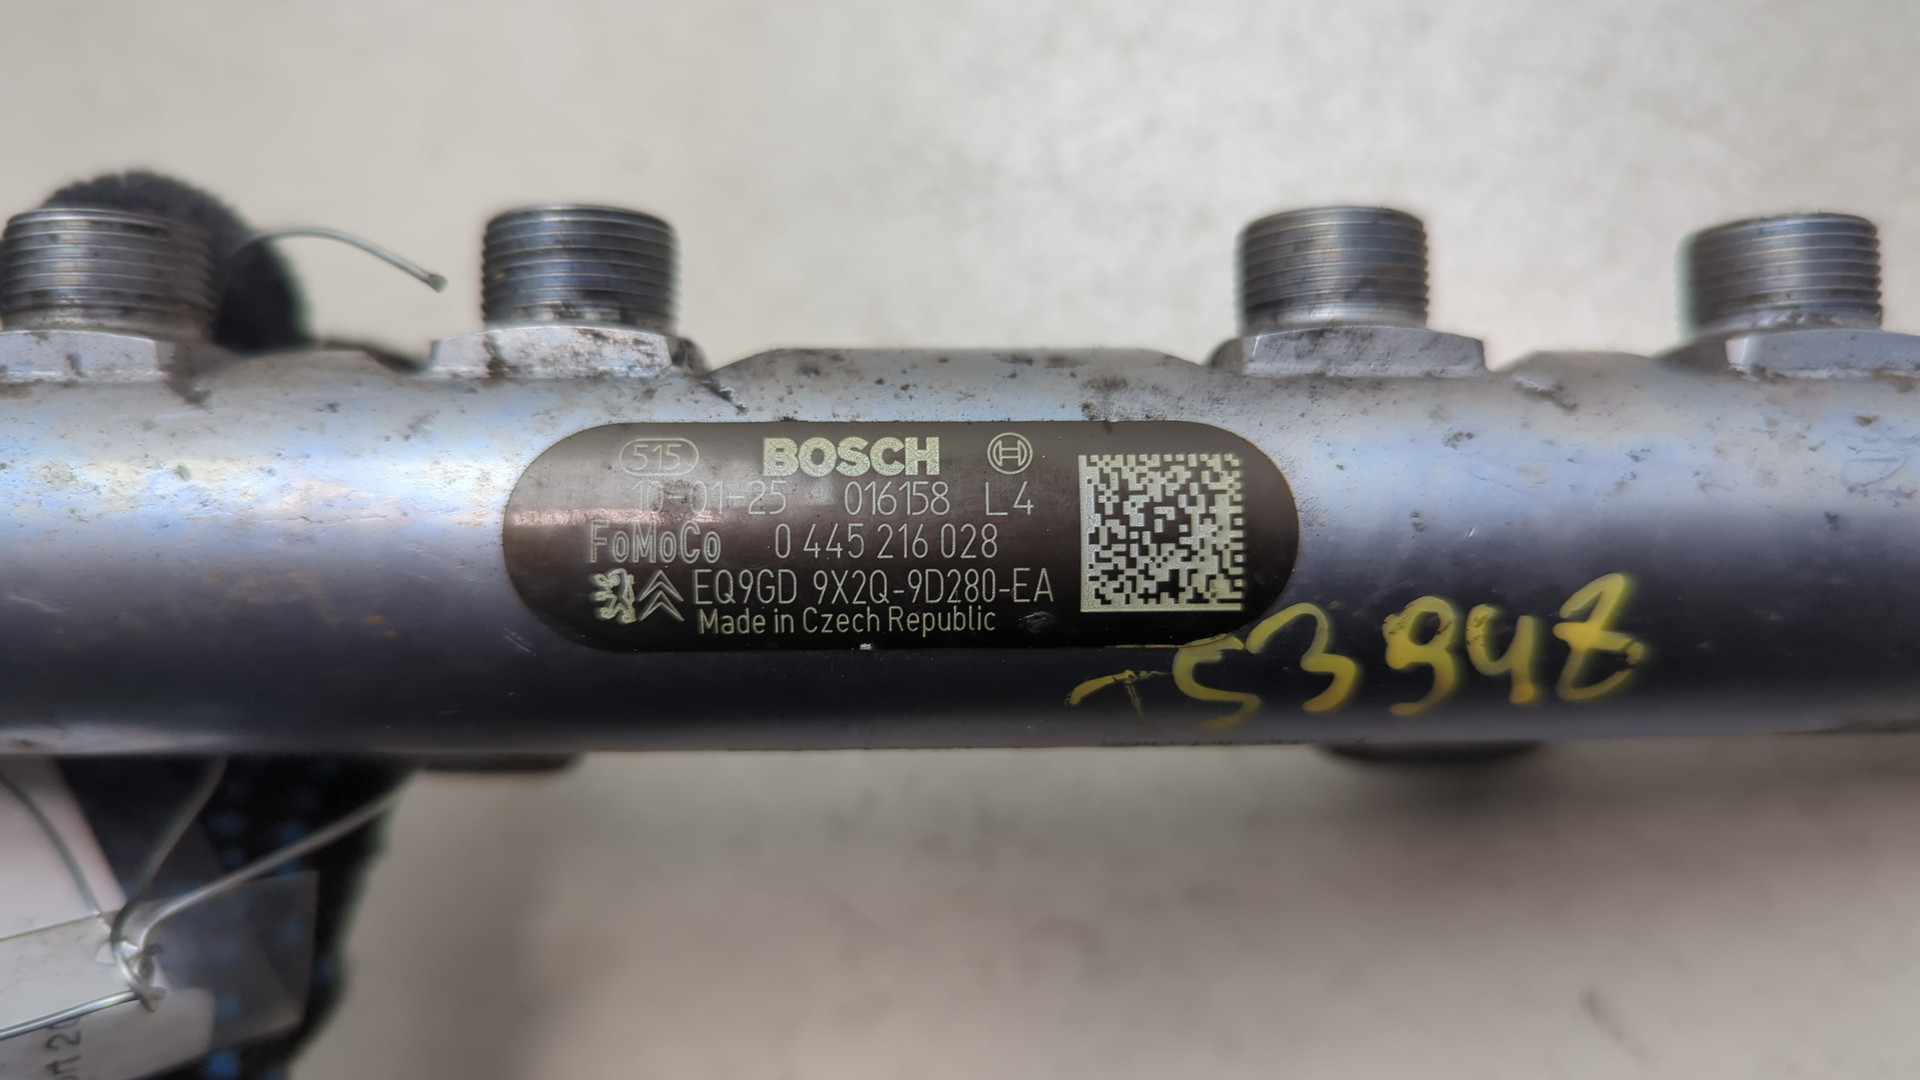 515 BOSCH
10-01-25 016158 L4
FoMoCo 0 445 216 028
EQ9GD 9X2Q-9D280-EA
Made in Czech Republic